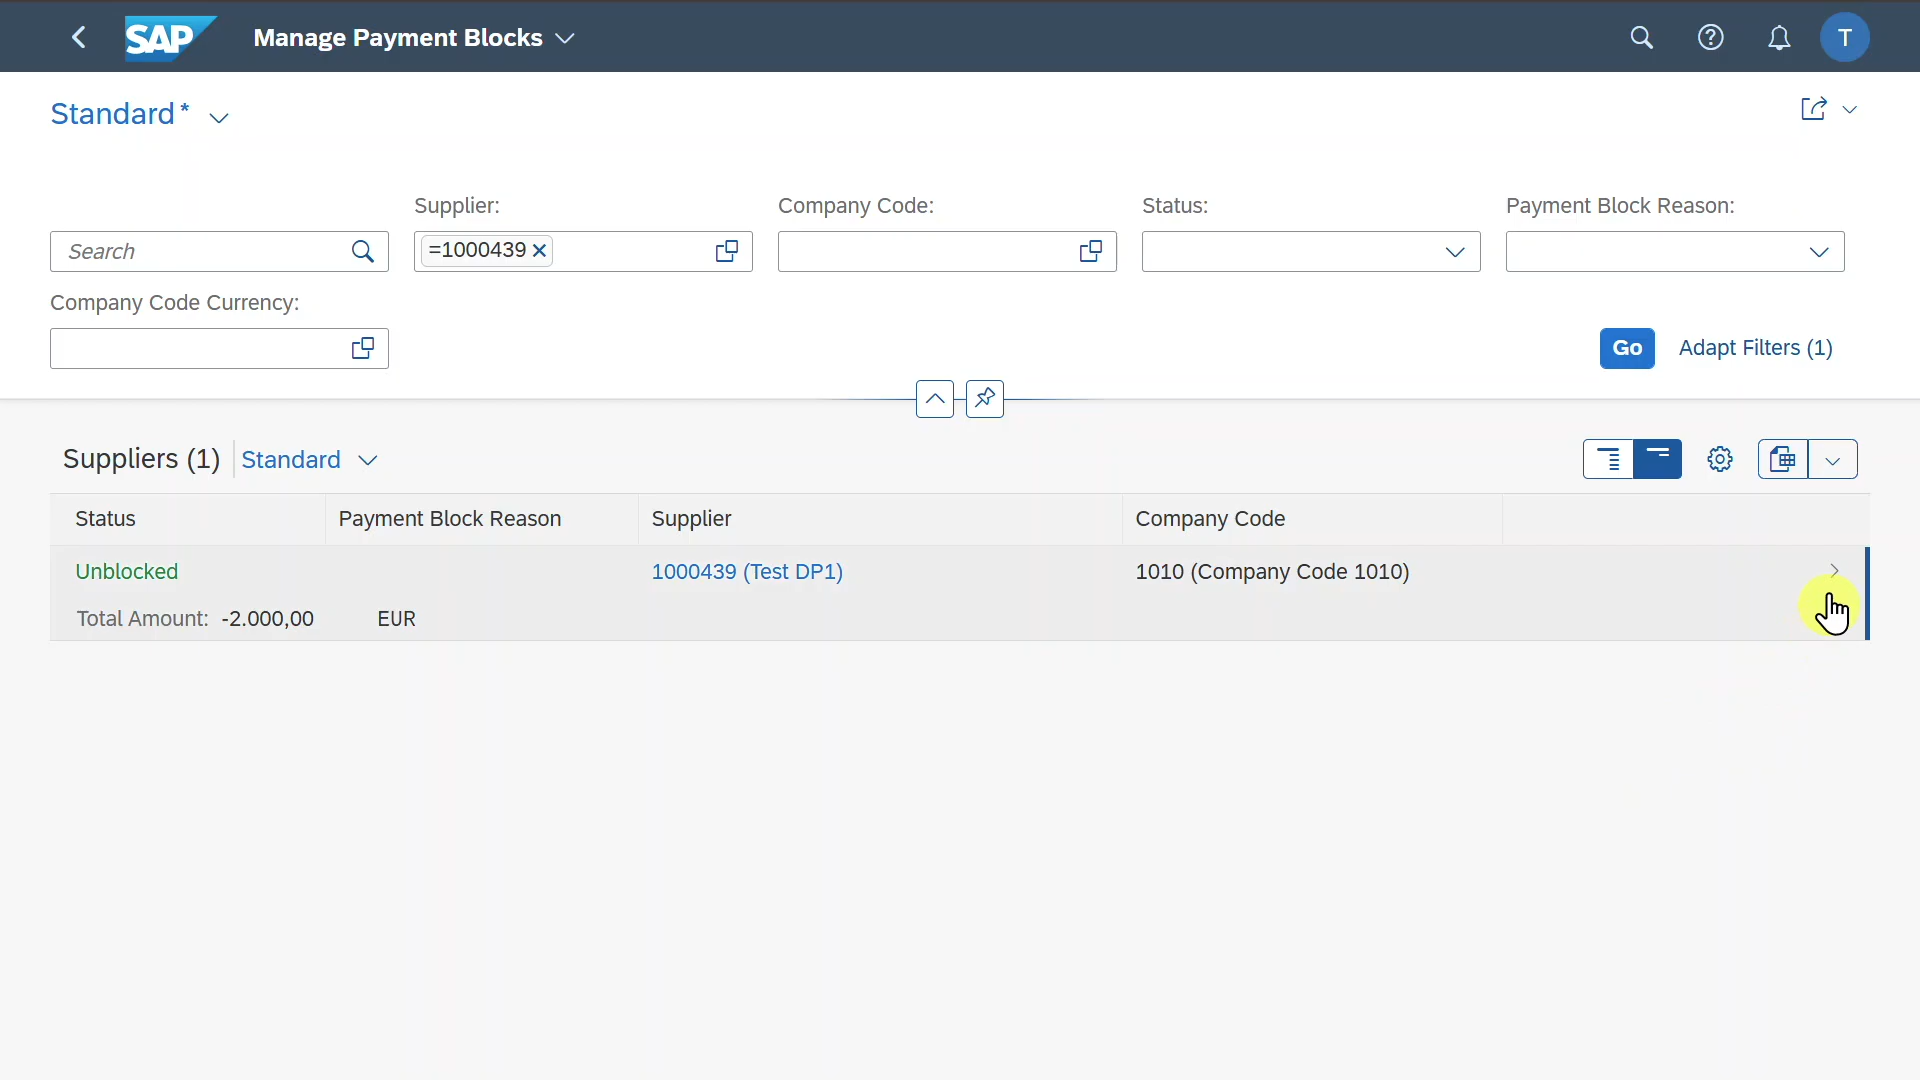 SAP Manage Payment Blocks T
Standard*
Supplier: Company Code: Status: Payment Block Reason:
Search =1000439
Company Code Currency:
Go Adapt Filters (1)
Suppliers (1) Standard
Status Payment Block Reason Supplier Company Code
Unblocked 1000439 (Test DP1) 1010 (Company Code 1010)
Total Amount: -2.000,00 EUR